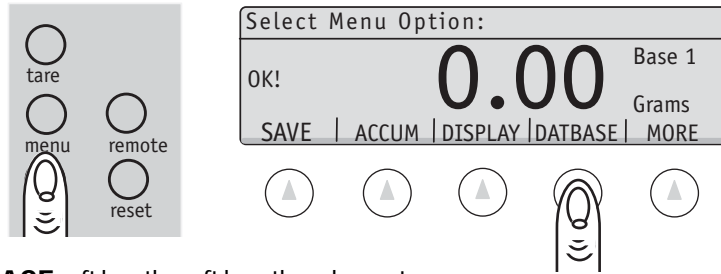 tare
menu
remote
reset
Select Menu Option:
OK!
0.00
Base 1
Grams
SAVE | ACCUM | DISPLAY | DATBASE | MORE